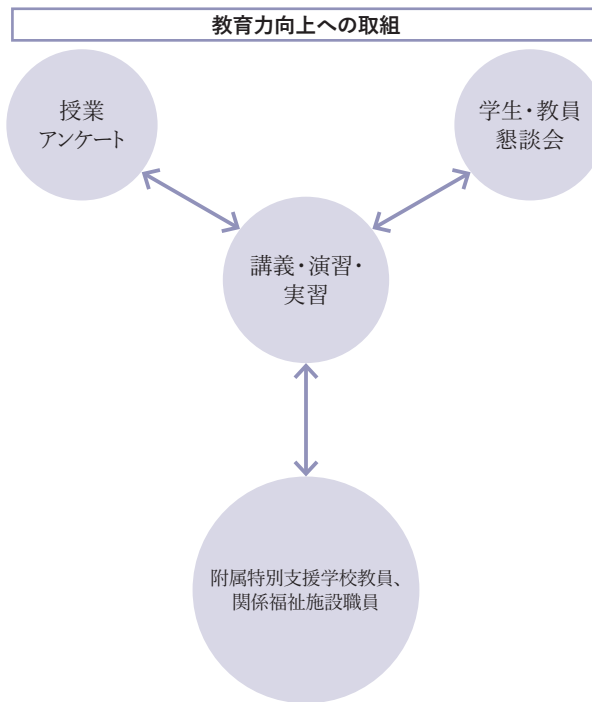 教育力向上への取組
授業
アンケート
学生・教員
懇談会
講義・演習・
実習
附属特別支援学校教員、
関係福祉施設職員